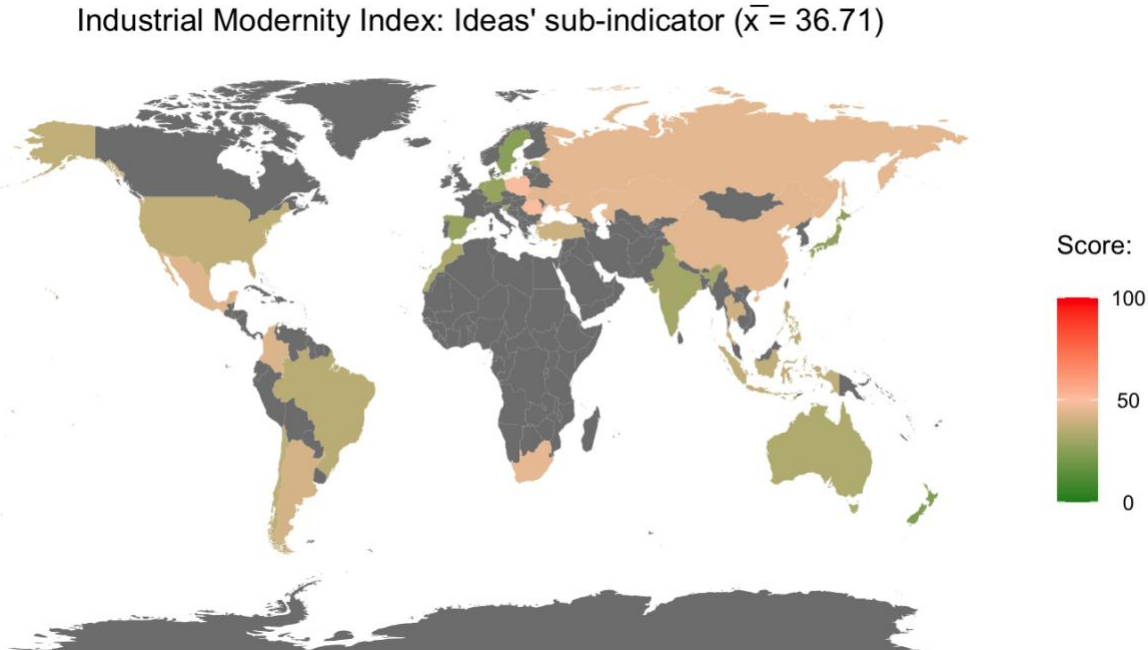 Industrial Modernity Index: Ideas' sub-indicator (x̄ = 36.71)
Score:
100
50
0